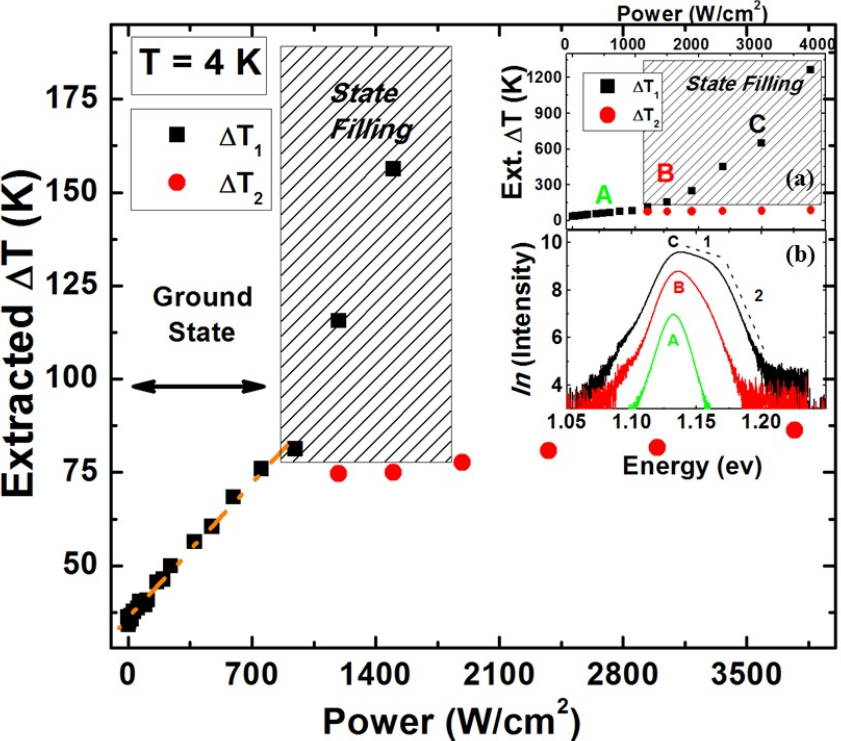 Power (W/cm²)
0 1000 2000 3000 4000
T = 4 K
ΔT₁
ΔT₂
State
Filling
Ground
State
Extracted ΔT (K)
175
150
125
100
75
50
0 700 1400 2100 2800 3500
Power (W/cm²)
Ext. ΔT (K)
1200
900
600
300
0
ΔT₁
ΔT₂
State Filling
A
B
C
(a)
ln (Intensity)
10
8
6
4
C 1
B
A
2
(b)
1.05 1.10 1.15 1.20
Energy (ev)